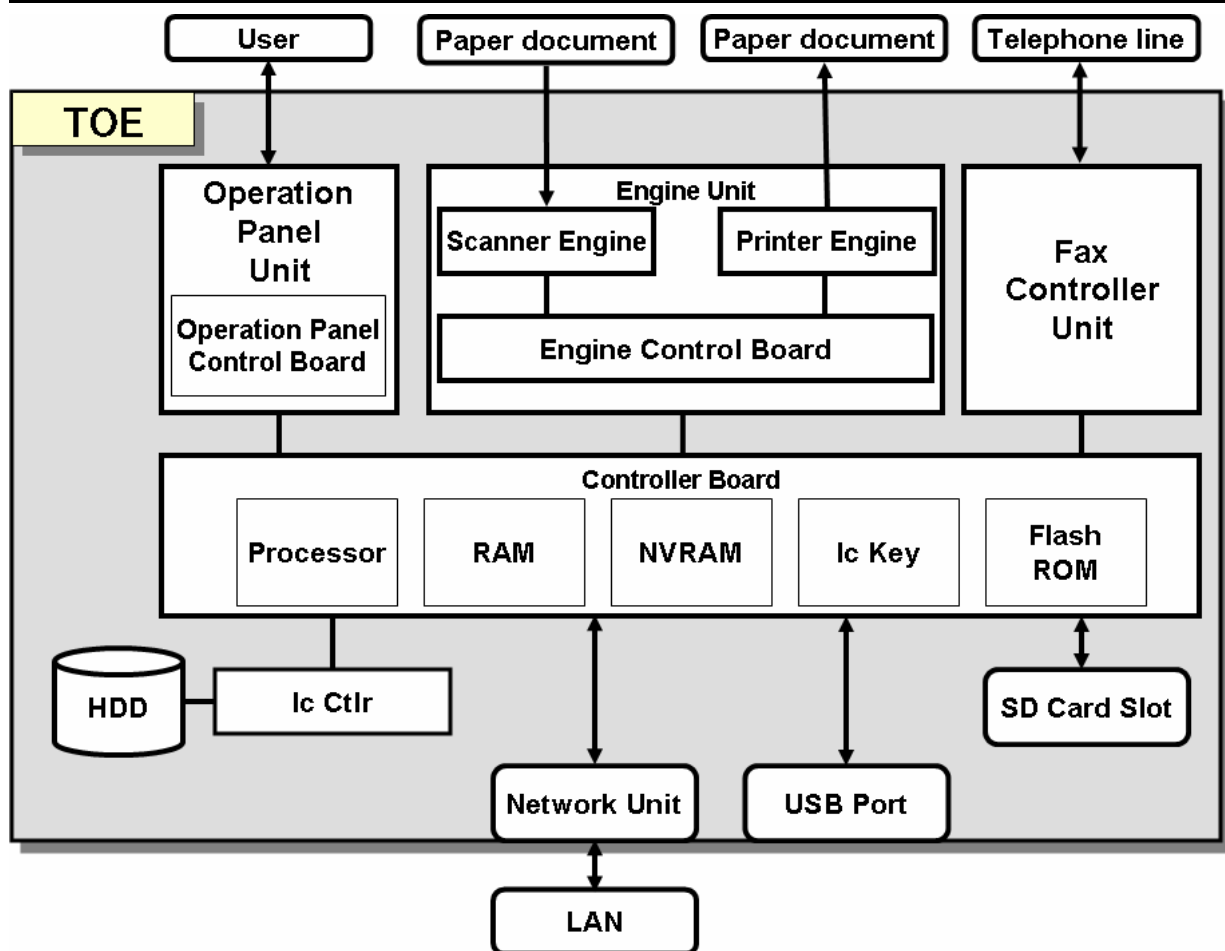 User
Paper document
Paper document
Telephone line
TOE
Operation
Panel
Unit
Operation Panel
Control Board
Engine Unit
Scanner Engine
Printer Engine
Engine Control Board
Fax
Controller
Unit
Controller Board
Processor
RAM
NVRAM
Ic Key
Flash
ROM
HDD
Ic Ctlr
SD Card Slot
Network Unit
USB Port
LAN